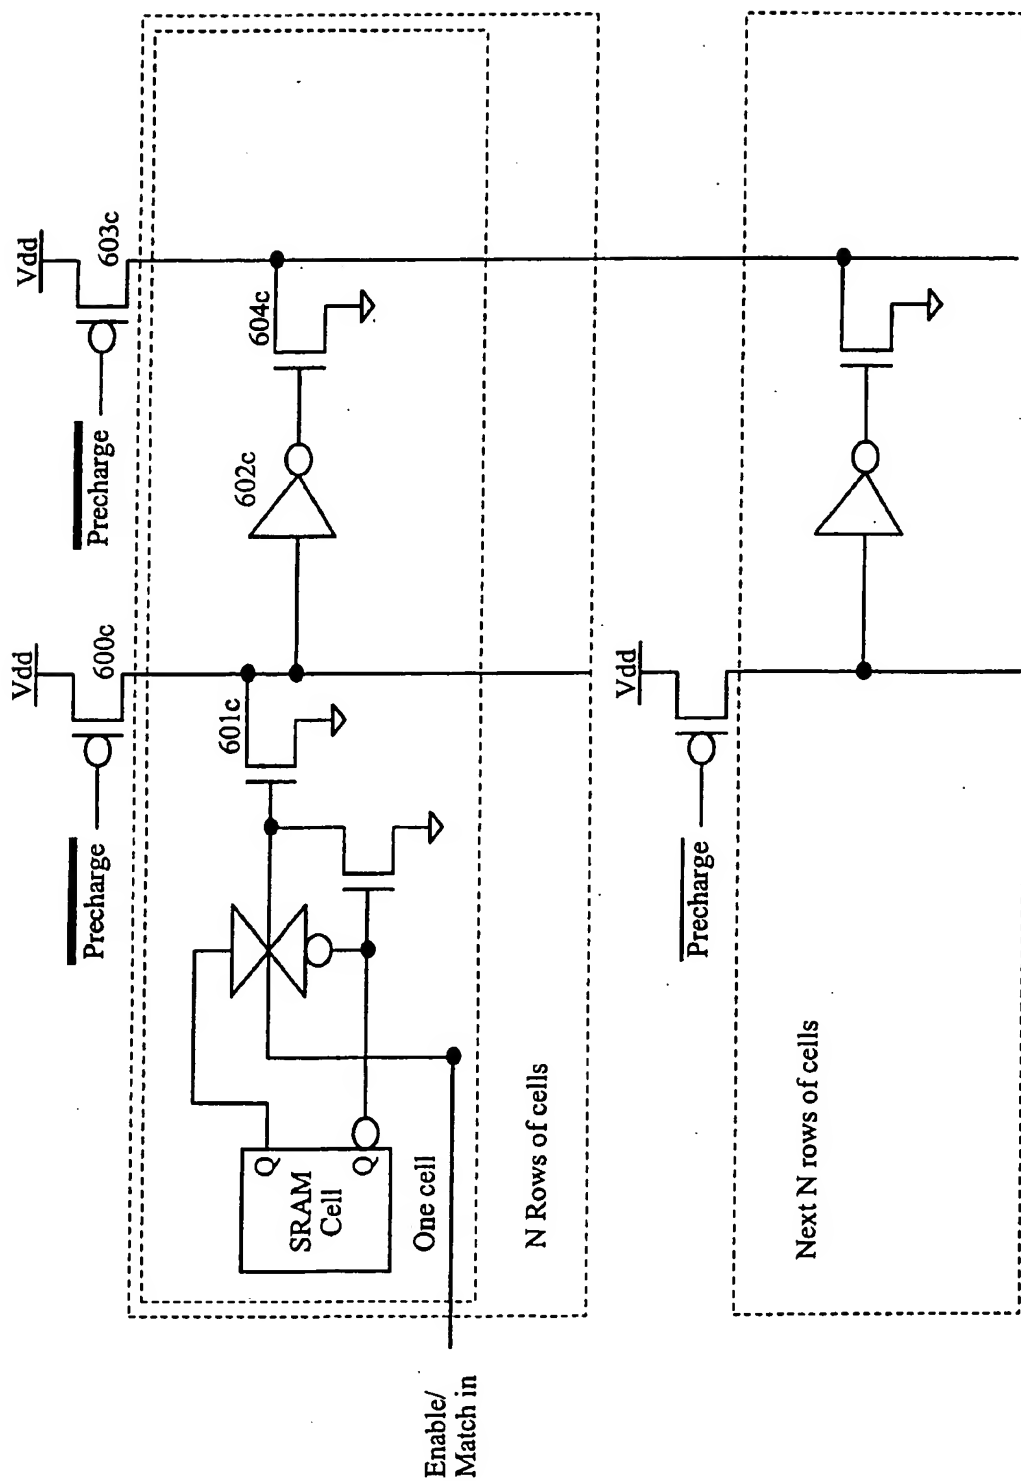 Vdd
603c
Precharge
604c
602c
Vdd
600c
Precharge
601c
Q
SRAM
Cell
Q
One cell
N Rows of cells
Enable/
Match in
Vdd
Precharge
Next N rows of cells